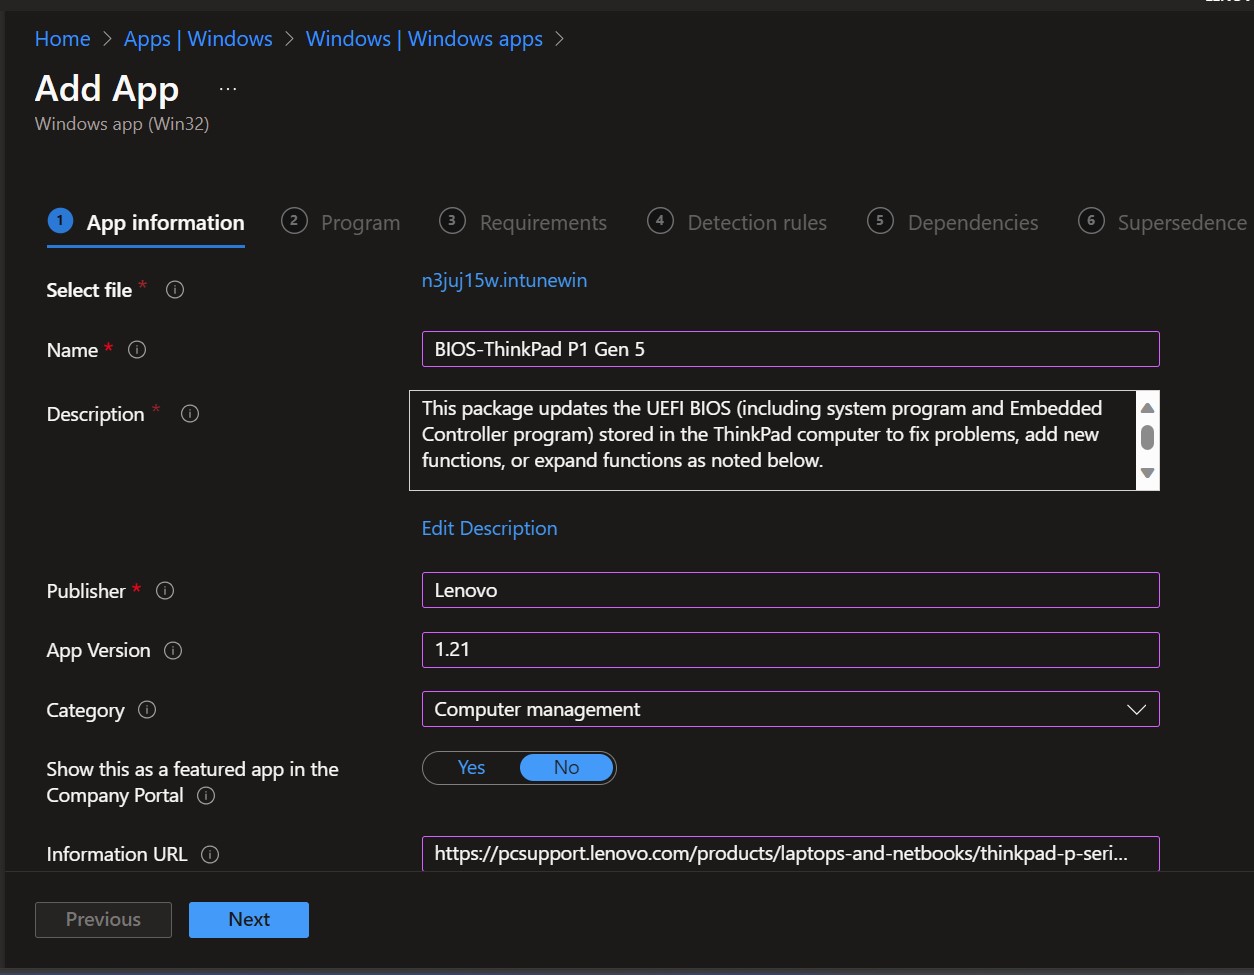 Home > Apps | Windows > Windows | Windows apps >
Add App ...
Windows app (Win32)
1 App information 2 Program 3 Requirements 4 Detection rules 5 Dependencies 6 Supersedence
Select file * n3juj15w.intunewin
Name * BIOS-ThinkPad P1 Gen 5
Description * This package updates the UEFI BIOS (including system program and Embedded
Controller program) stored in the ThinkPad computer to fix problems, add new
functions, or expand functions as noted below.
Edit Description
Publisher * Lenovo
App Version 1.21
Category Computer management
Show this as a featured app in the
Company Portal
Yes No
Information URL https://pcsupport.lenovo.com/products/laptops-and-netbooks/thinkpad-p-seri...
Previous Next